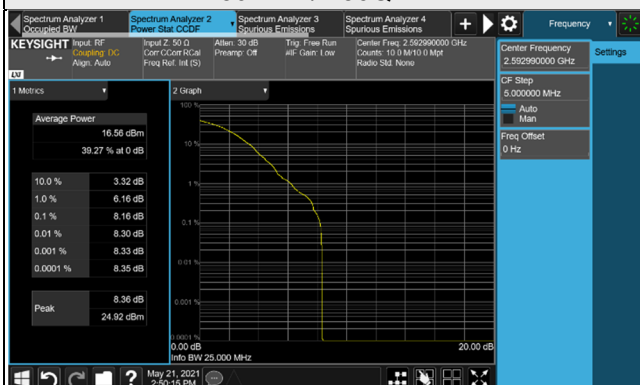 Spectrum Analyzer 1
Occupied BW
Spectrum Analyzer 2
Power Stat CCDF
Spectrum Analyzer 3
Spurious Emissions
Spectrum Analyzer 4
Spurious Emissions
Frequency
KEYSIGHT
Input: RF
Coupling: DC
Align: Auto
Input Z: 50 Ω
Corr CCorr RCal
Freq Ref: Int (S)
Atten: 30 dB
Preamp: Off
Trig: Free Run
#IF Gain: Low
Center Freq: 2.592990000 GHz
Counts: 10.0 M/10.0 Mpt
Radio Std: None
LXI
Center Frequency
2.592990000 GHz
Settings
CF Step
5.000000 MHz
Auto
Man
Freq Offset
0 Hz
1 Metrics
2 Graph
Average Power
16.56 dBm
39.27 % at 0 dB
10.0 % 3.32 dB
1.0 % 6.16 dB
0.1 % 8.16 dB
0.01 % 8.30 dB
0.001 % 8.33 dB
0.0001 % 8.35 dB
Peak
8.36 dB
24.92 dBm
100 %
10 %
1 %
0.1 %
0.01 %
0.001 %
0.0001 %
0.00 dB
20.00 dB
Info BW 25.000 MHz
May 21, 2021
2:50:15 PM